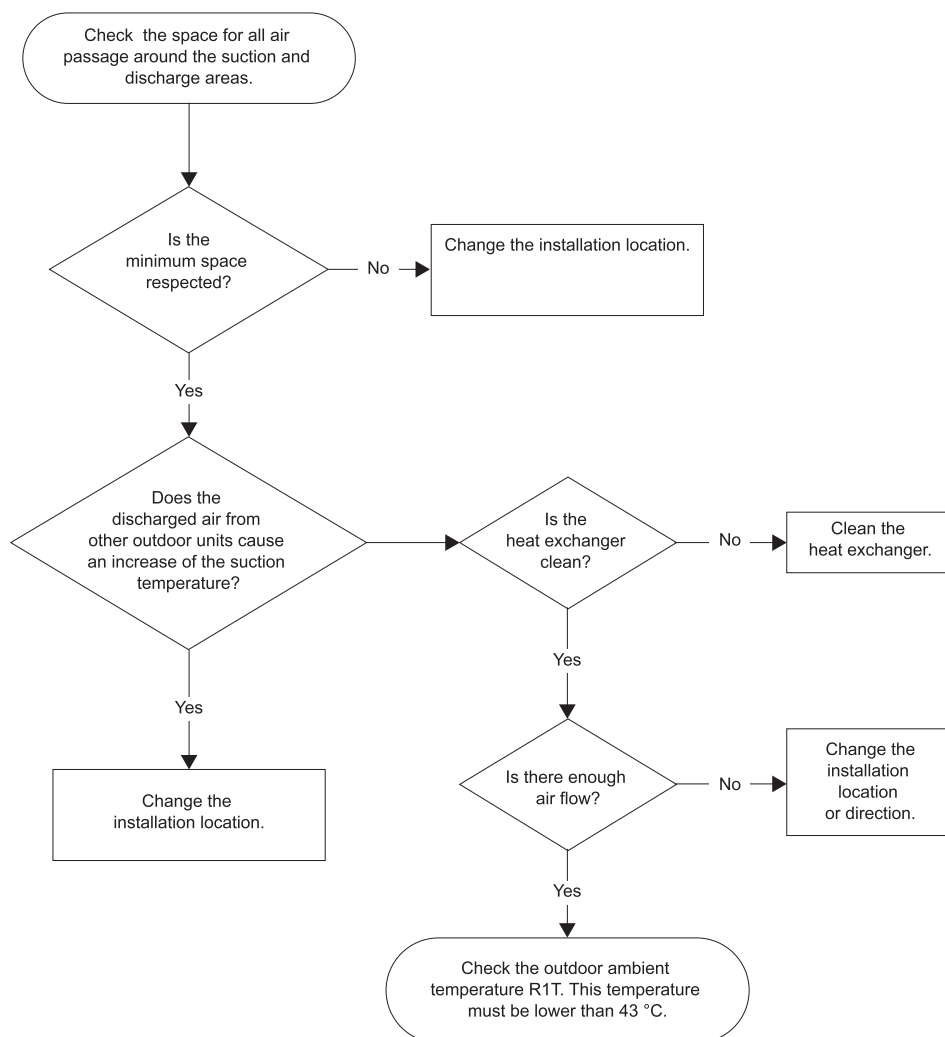 Check the space for all air
passage around the suction and
discharge areas.
Is the
minimum space
respected?
No
Change the installation location.
Yes
Does the
discharged air from
other outdoor units cause
an increase of the suction
temperature?
Is the
heat exchanger
clean?
No
Clean the
heat exchanger.
Yes
Yes
Change the
installation location.
Is there enough
air flow?
No
Change the
installation
location
or direction.
Yes
Check the outdoor ambient
temperature R1T. This temperature
must be lower than 43 °C.